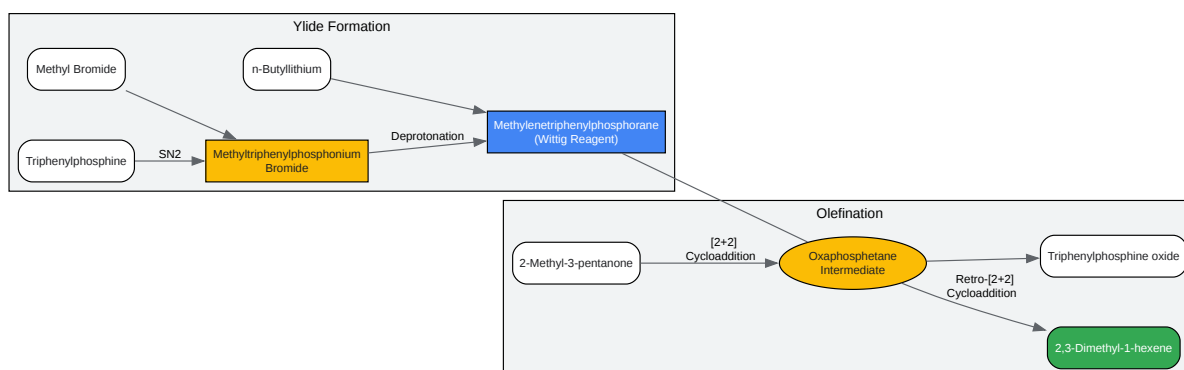 Ylide Formation
Methyl Bromide
n-Butyllithium
Triphenylphosphine
SN2
Methyltriphenylphosphonium
Bromide
Deprotonation
Methylenetriphenylphosphorane
(Wittig Reagent)
Olefination
2-Methyl-3-pentanone
[2+2]
Cycloaddition
Oxaphosphetane
Intermediate
Triphenylphosphine oxide
Retro-[2+2]
Cycloaddition
2,3-Dimethyl-1-hexene